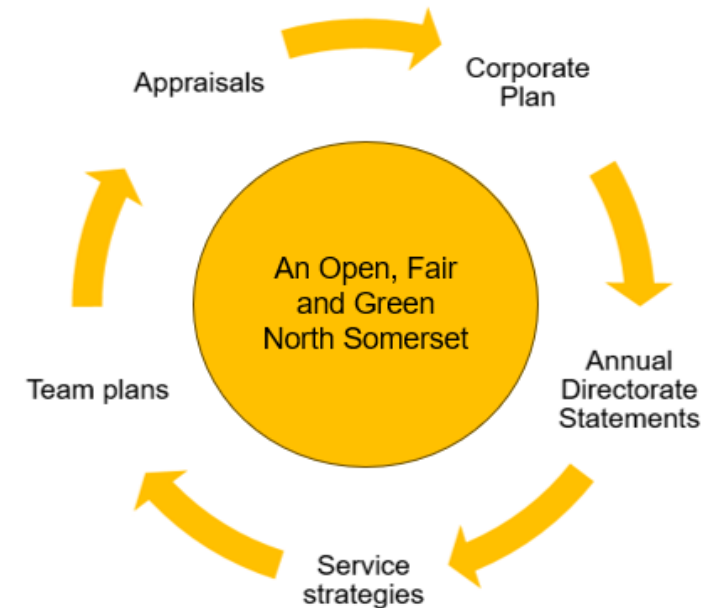 Appraisals
Corporate
Plan
An Open, Fair
and Green
North Somerset
Annual
Directorate
Statements
Team plans
Service
strategies